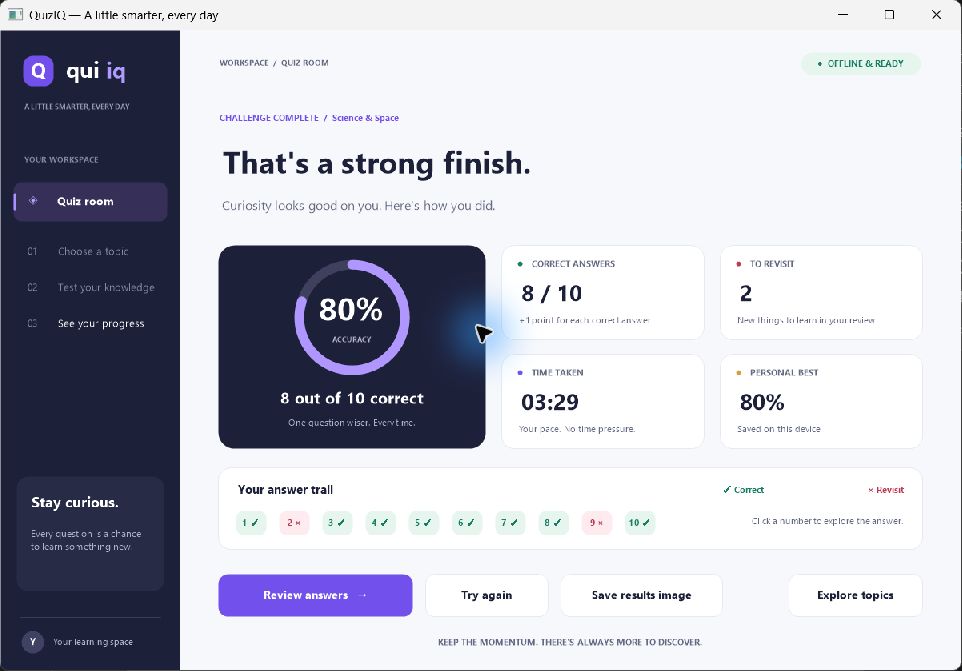 QuizIQ — A little smarter, every day
Q qui iq
A LITTLE SMARTER, EVERY DAY
YOUR WORKSPACE
Quiz room
01 Choose a topic
02 Test your knowledge
03 See your progress
Stay curious.
Every question is a chance
to learn something new.
Y Your learning space
WORKSPACE / QUIZ ROOM
• OFFLINE & READY
CHALLENGE COMPLETE / Science & Space
That's a strong finish.
Curiosity looks good on you. Here's how you did.
80%
ACCURACY
8 out of 10 correct
One question wiser. Every time.
• CORRECT ANSWERS
8 / 10
+1 point for each correct answer
• TO REVISIT
2
New things to learn in your review
• TIME TAKEN
03:29
Your pace. No time pressure.
• PERSONAL BEST
80%
Saved on this device
Your answer trail
✓ Correct × Revisit
1 ✓ 2 × 3 ✓ 4 ✓ 5 ✓ 6 ✓ 7 ✓ 8 ✓ 9 × 10 ✓
Click a number to explore the answer.
Review answers → Try again Save results image Explore topics
KEEP THE MOMENTUM. THERE'S ALWAYS MORE TO DISCOVER.